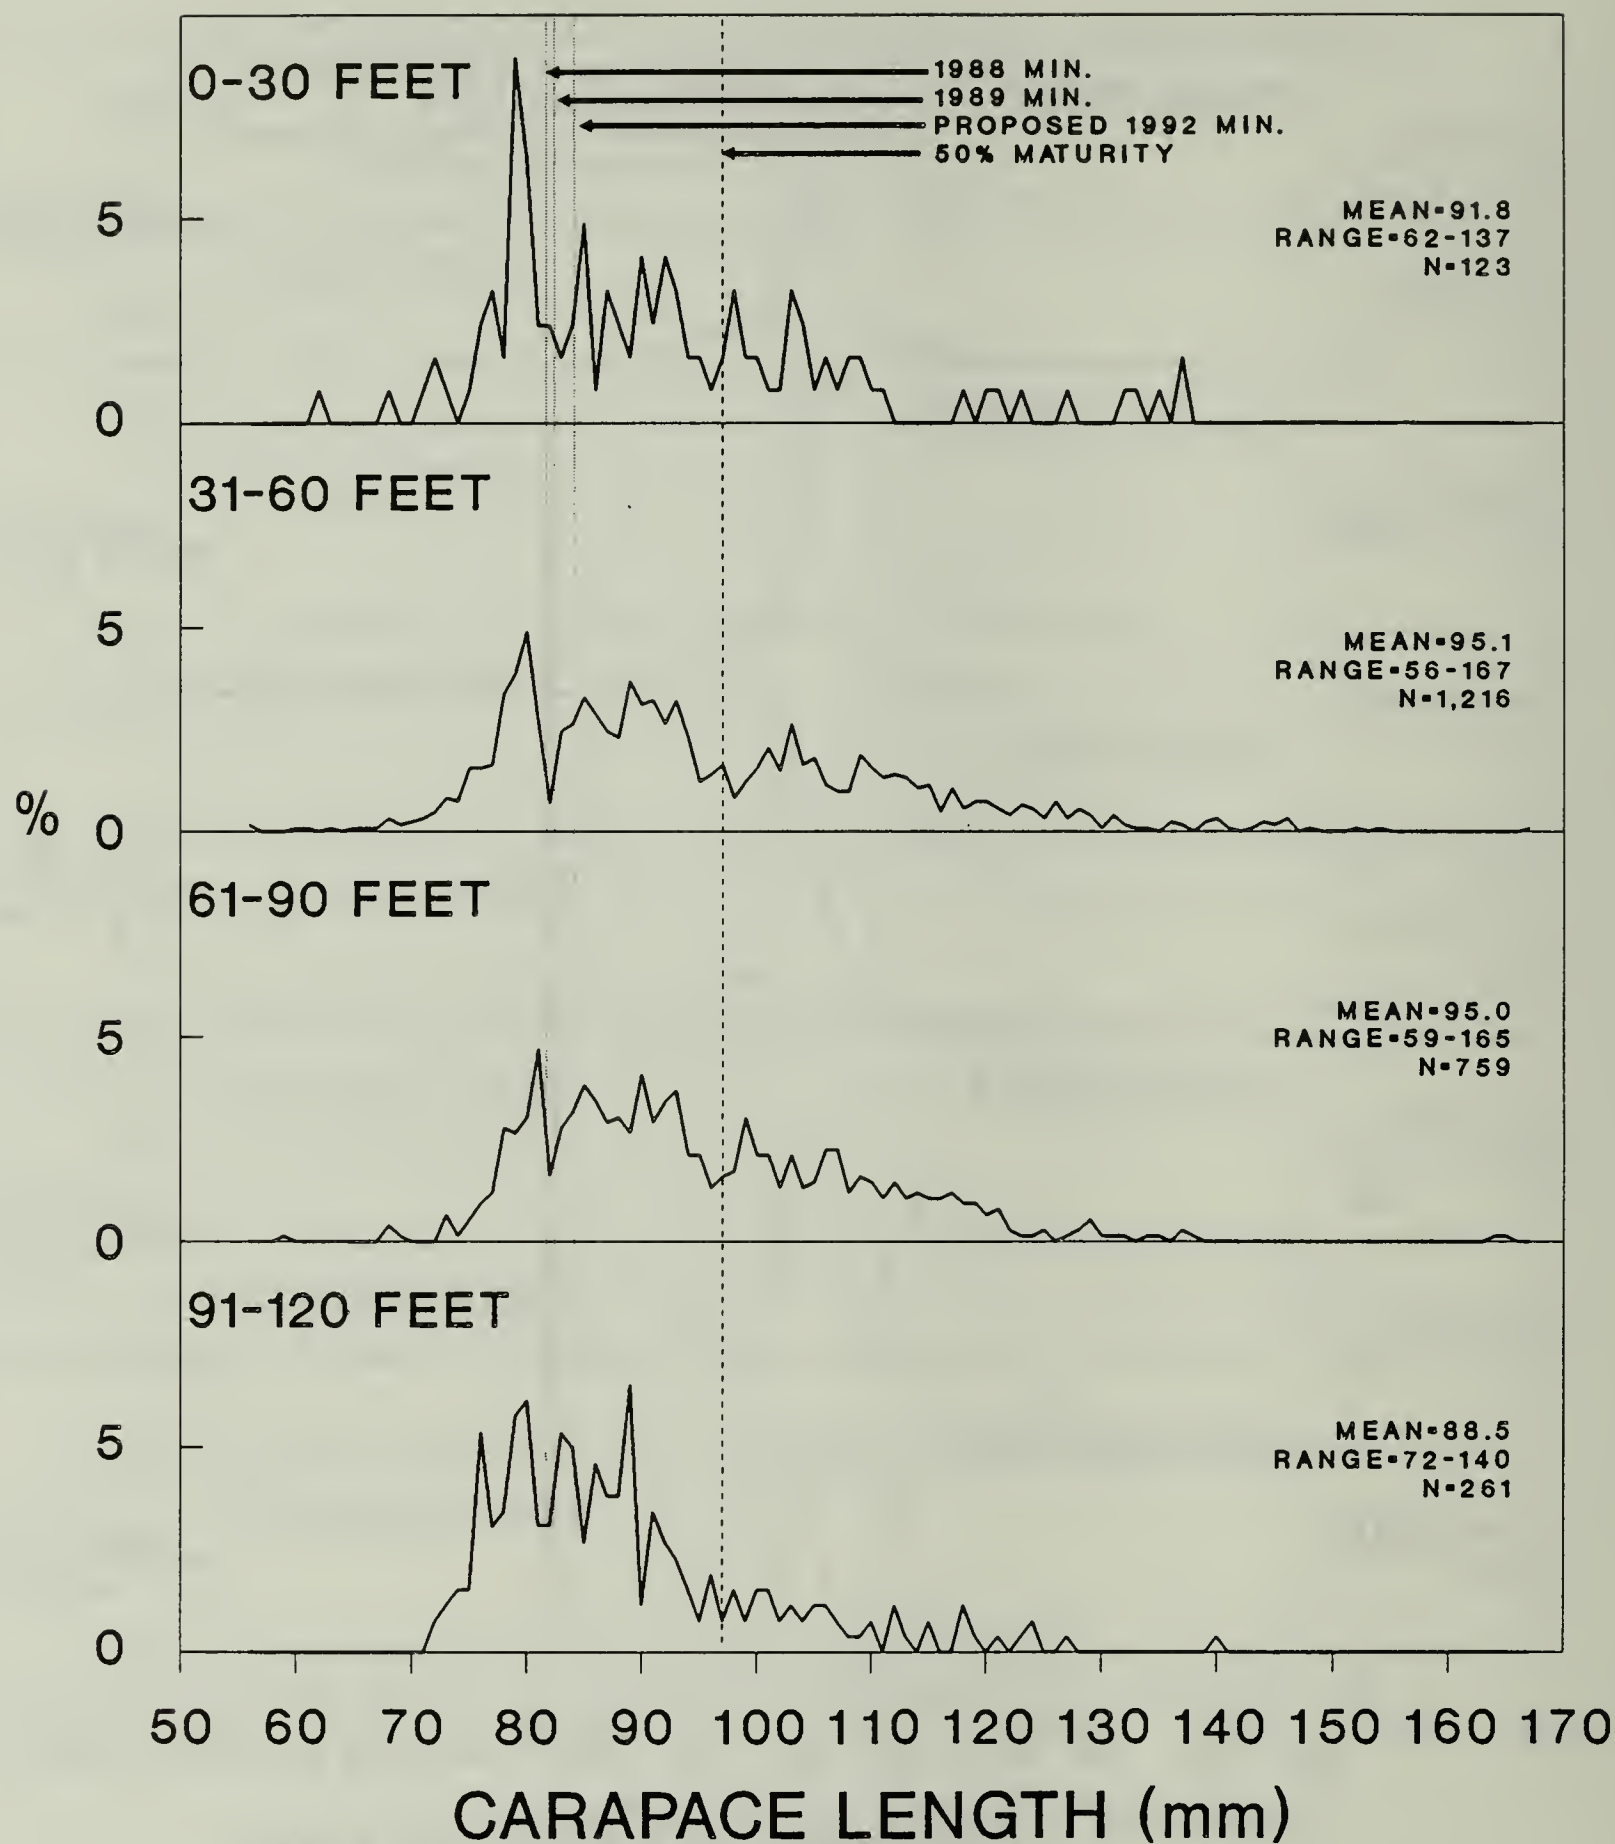 0-30 FEET
1988 MIN.
1989 MIN.
PROPOSED 1992 MIN.
50% MATURITY
5
MEAN=91.8
RANGE=62-137
N=123
0
31-60 FEET
5
MEAN=95.1
RANGE=56-167
N=1,216
%
0
61-90 FEET
5
MEAN=95.0
RANGE=59-165
N=759
0
91-120 FEET
5
MEAN=88.5
RANGE=72-140
N=261
0
50 60 70 80 90 100 110 120 130 140 150 160 170
CARAPACE LENGTH (mm)